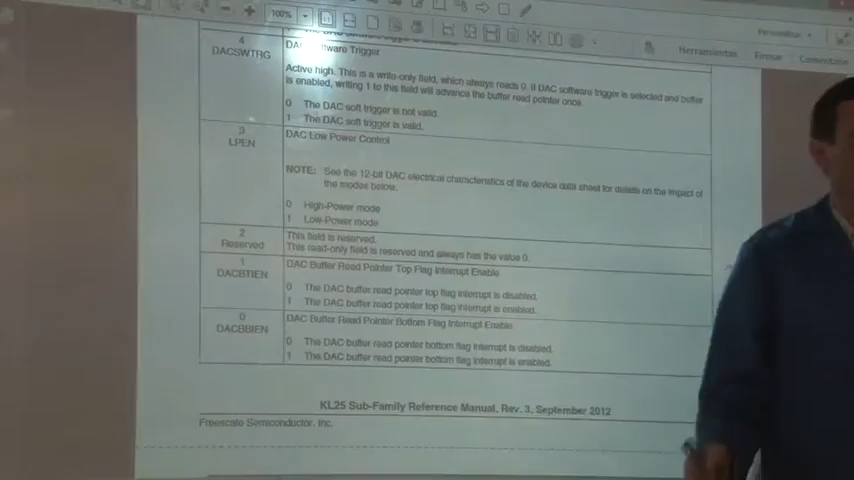 100%
Personalizar
Herramientas
Firmar
Comentario
4
DACSWTRG
Trigger
Active high. This is a write-only field, which always reads 0. If DAC software trigger is selected and buffer
is enabled, writing 1 to this field will advance the buffer read pointer once.
0 The DAC soft trigger is not valid.
1 The DAC soft trigger is valid.
3
LPEN
DAC Low Power Control
NOTE: See the 12-bit DAC electrical characteristics of the device data sheet for details on the impact of
the modes below.
0 High-Power mode
1 Low-Power mode
2
Reserved
This field is reserved.
This read-only field is reserved and always has the value 0.
1
DACBTIEN
DAC Buffer Read Pointer Top Flag Interrupt Enable
0 The DAC buffer read pointer top flag interrupt is disabled.
1 The DAC buffer read pointer top flag interrupt is enabled.
0
DACBBIEN
DAC Buffer Read Pointer Bottom Flag Interrupt Enable
0 The DAC buffer read pointer bottom flag interrupt is disabled.
1 The DAC buffer read pointer bottom flag interrupt is enabled.
KL25 Sub-Family Reference Manual, Rev. 3, September 2012
Freescale Semiconductor, Inc.